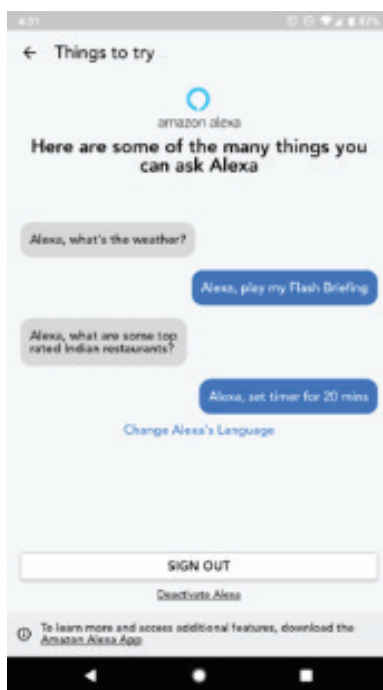 4:31
87%
Things to try
amazon alexa
Here are some of the many things you
can ask Alexa
Alexa, what's the weather?
Alexa, play my Flash Briefing
Alexa, what are some top
rated Indian restaurants?
Alexa, set timer for 20 mins
Change Alexa's Language
SIGN OUT
Deactivate Alexa
To learn more and access additional features, download the
Amazon Alexa App